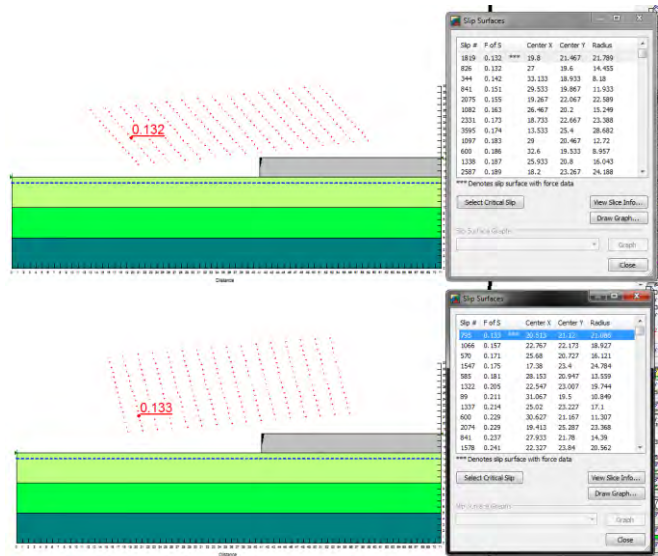 Slip Surfaces
Slip # F of S Center X Center Y Radius
1819 0.132 *** 19.8 21.467 21.789
826 0.132 27 19.6 14.455
344 0.142 33.133 18.933 8.18
841 0.151 29.533 19.867 11.933
2075 0.155 19.267 22.067 22.589
1082 0.163 26.467 20.2 15.249
2331 0.173 18.733 22.667 23.388
3595 0.174 13.533 25.4 28.682
1097 0.183 29 20.467 12.72
600 0.186 32.6 19.533 8.957
1338 0.187 25.933 20.8 16.043
2587 0.189 18.2 23.267 24.188
*** Denotes slip surface with force data
Select Critical Slip View Slice Info...
Draw Graph...
Slip Surface Graph
Graph
Close
0.132
Distance
Slip Surfaces
Slip # F of S Center X Center Y Radius
755 0.133 ***
1066 0.157 22.767 22.173 18.927
570 0.171 25.68 20.727 16.121
1547 0.175 17.38 23.4 24.784
585 0.181 28.153 20.947 13.559
1322 0.205 22.547 23.007 19.744
89 0.211 31.067 19.5 10.849
1337 0.214 25.02 23.227 17.1
600 0.229 30.627 21.167 11.307
2074 0.229 19.413 25.287 23.368
841 0.237 27.933 21.78 14.39
1578 0.241 22.327 23.84 20.562
*** Denotes slip surface with force data
Select Critical Slip View Slice Info...
Draw Graph...
Graph
Close
0.133
Distance